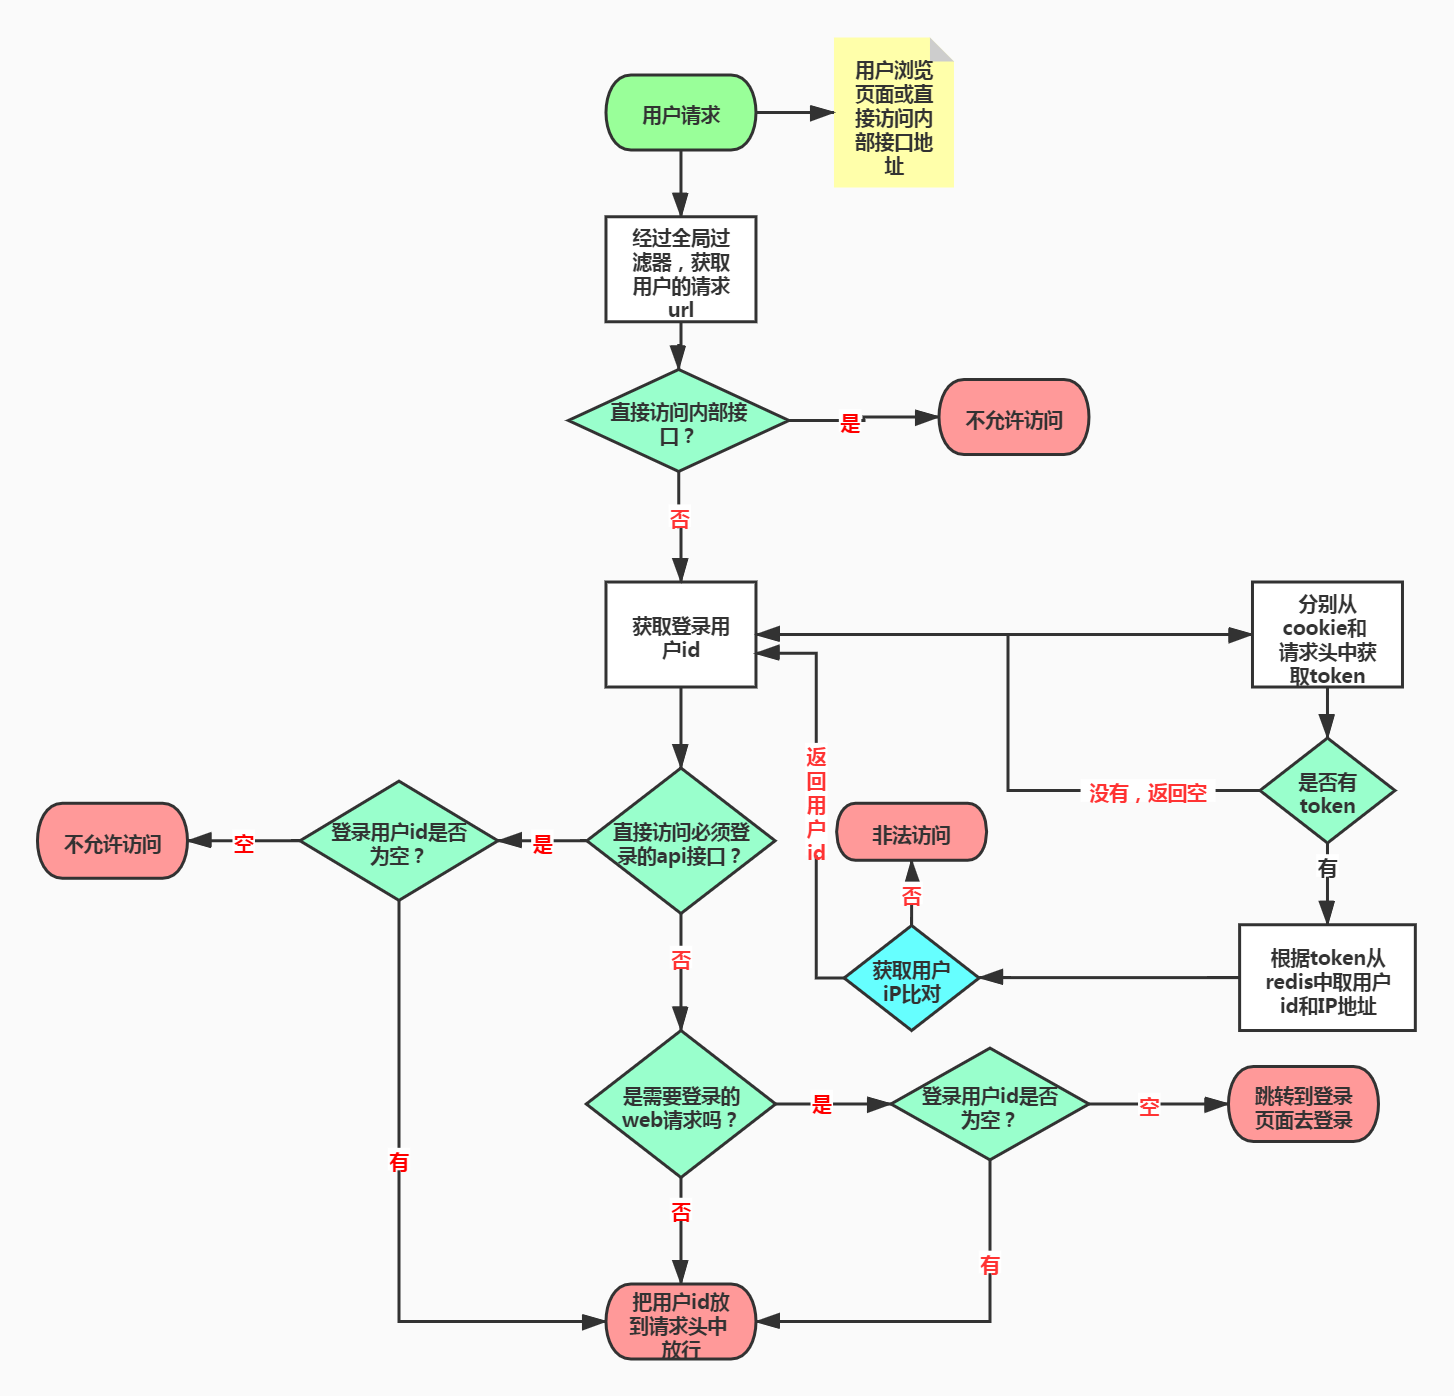 用户请求
用户浏览
页面或直
接访问内
部接口地
址
经过全局过
滤器，获取
用户的请求
url
直接访问内部接
口？
是
不允许访问
否
获取登录用
户id
分别从
cookie和
请求头中获
取token
是否有
token
没有，返回空
有
根据token从
redis中取用户
id和IP地址
获取用户
iP比对
否
非法访问
返
回
用
户
id
直接访问必须登
录的api接口？
是
登录用户id是否
为空？
空
不允许访问
有
否
是需要登录的
web请求吗？
是
登录用户id是否
为空？
空
跳转到登录
页面去登录
有
否
把用户id放
到请求头中
放行